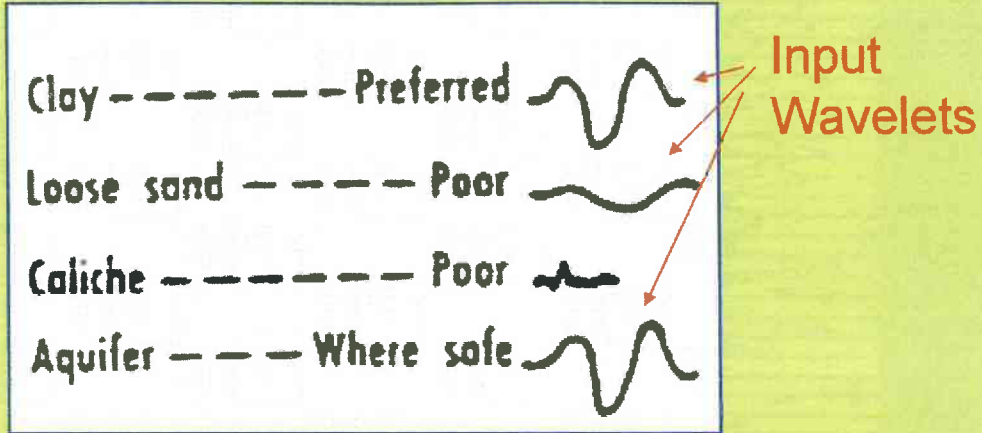 Clay ------- Preferred
Loose sand ---- Poor
Caliche ------ Poor
Aquifer --- Where safe
Input
Wavelets